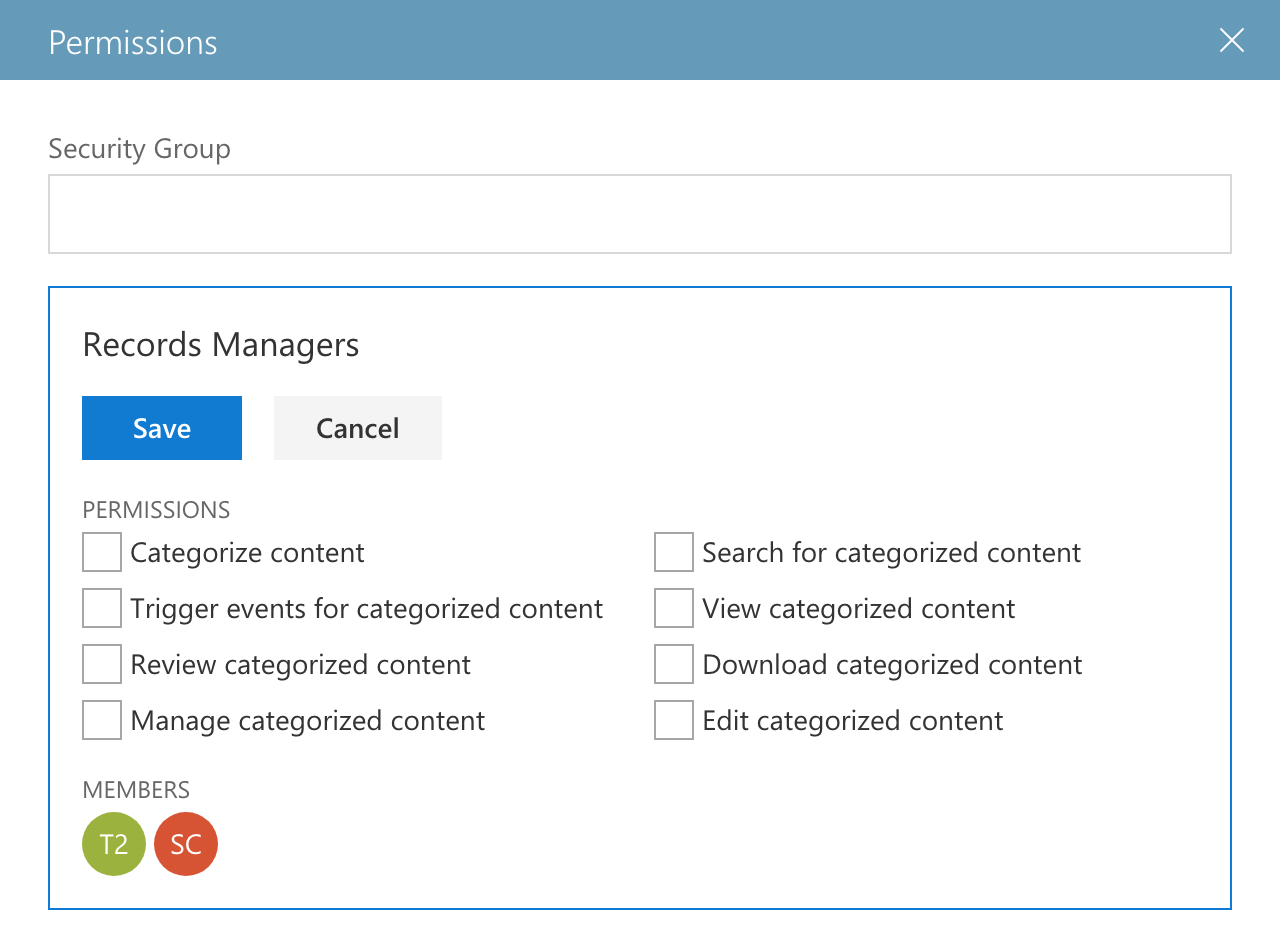 Permissions
Security Group
Records Managers
Save Cancel
PERMISSIONS
Categorize content Search for categorized content
Trigger events for categorized content View categorized content
Review categorized content Download categorized content
Manage categorized content Edit categorized content
MEMBERS
T2 SC